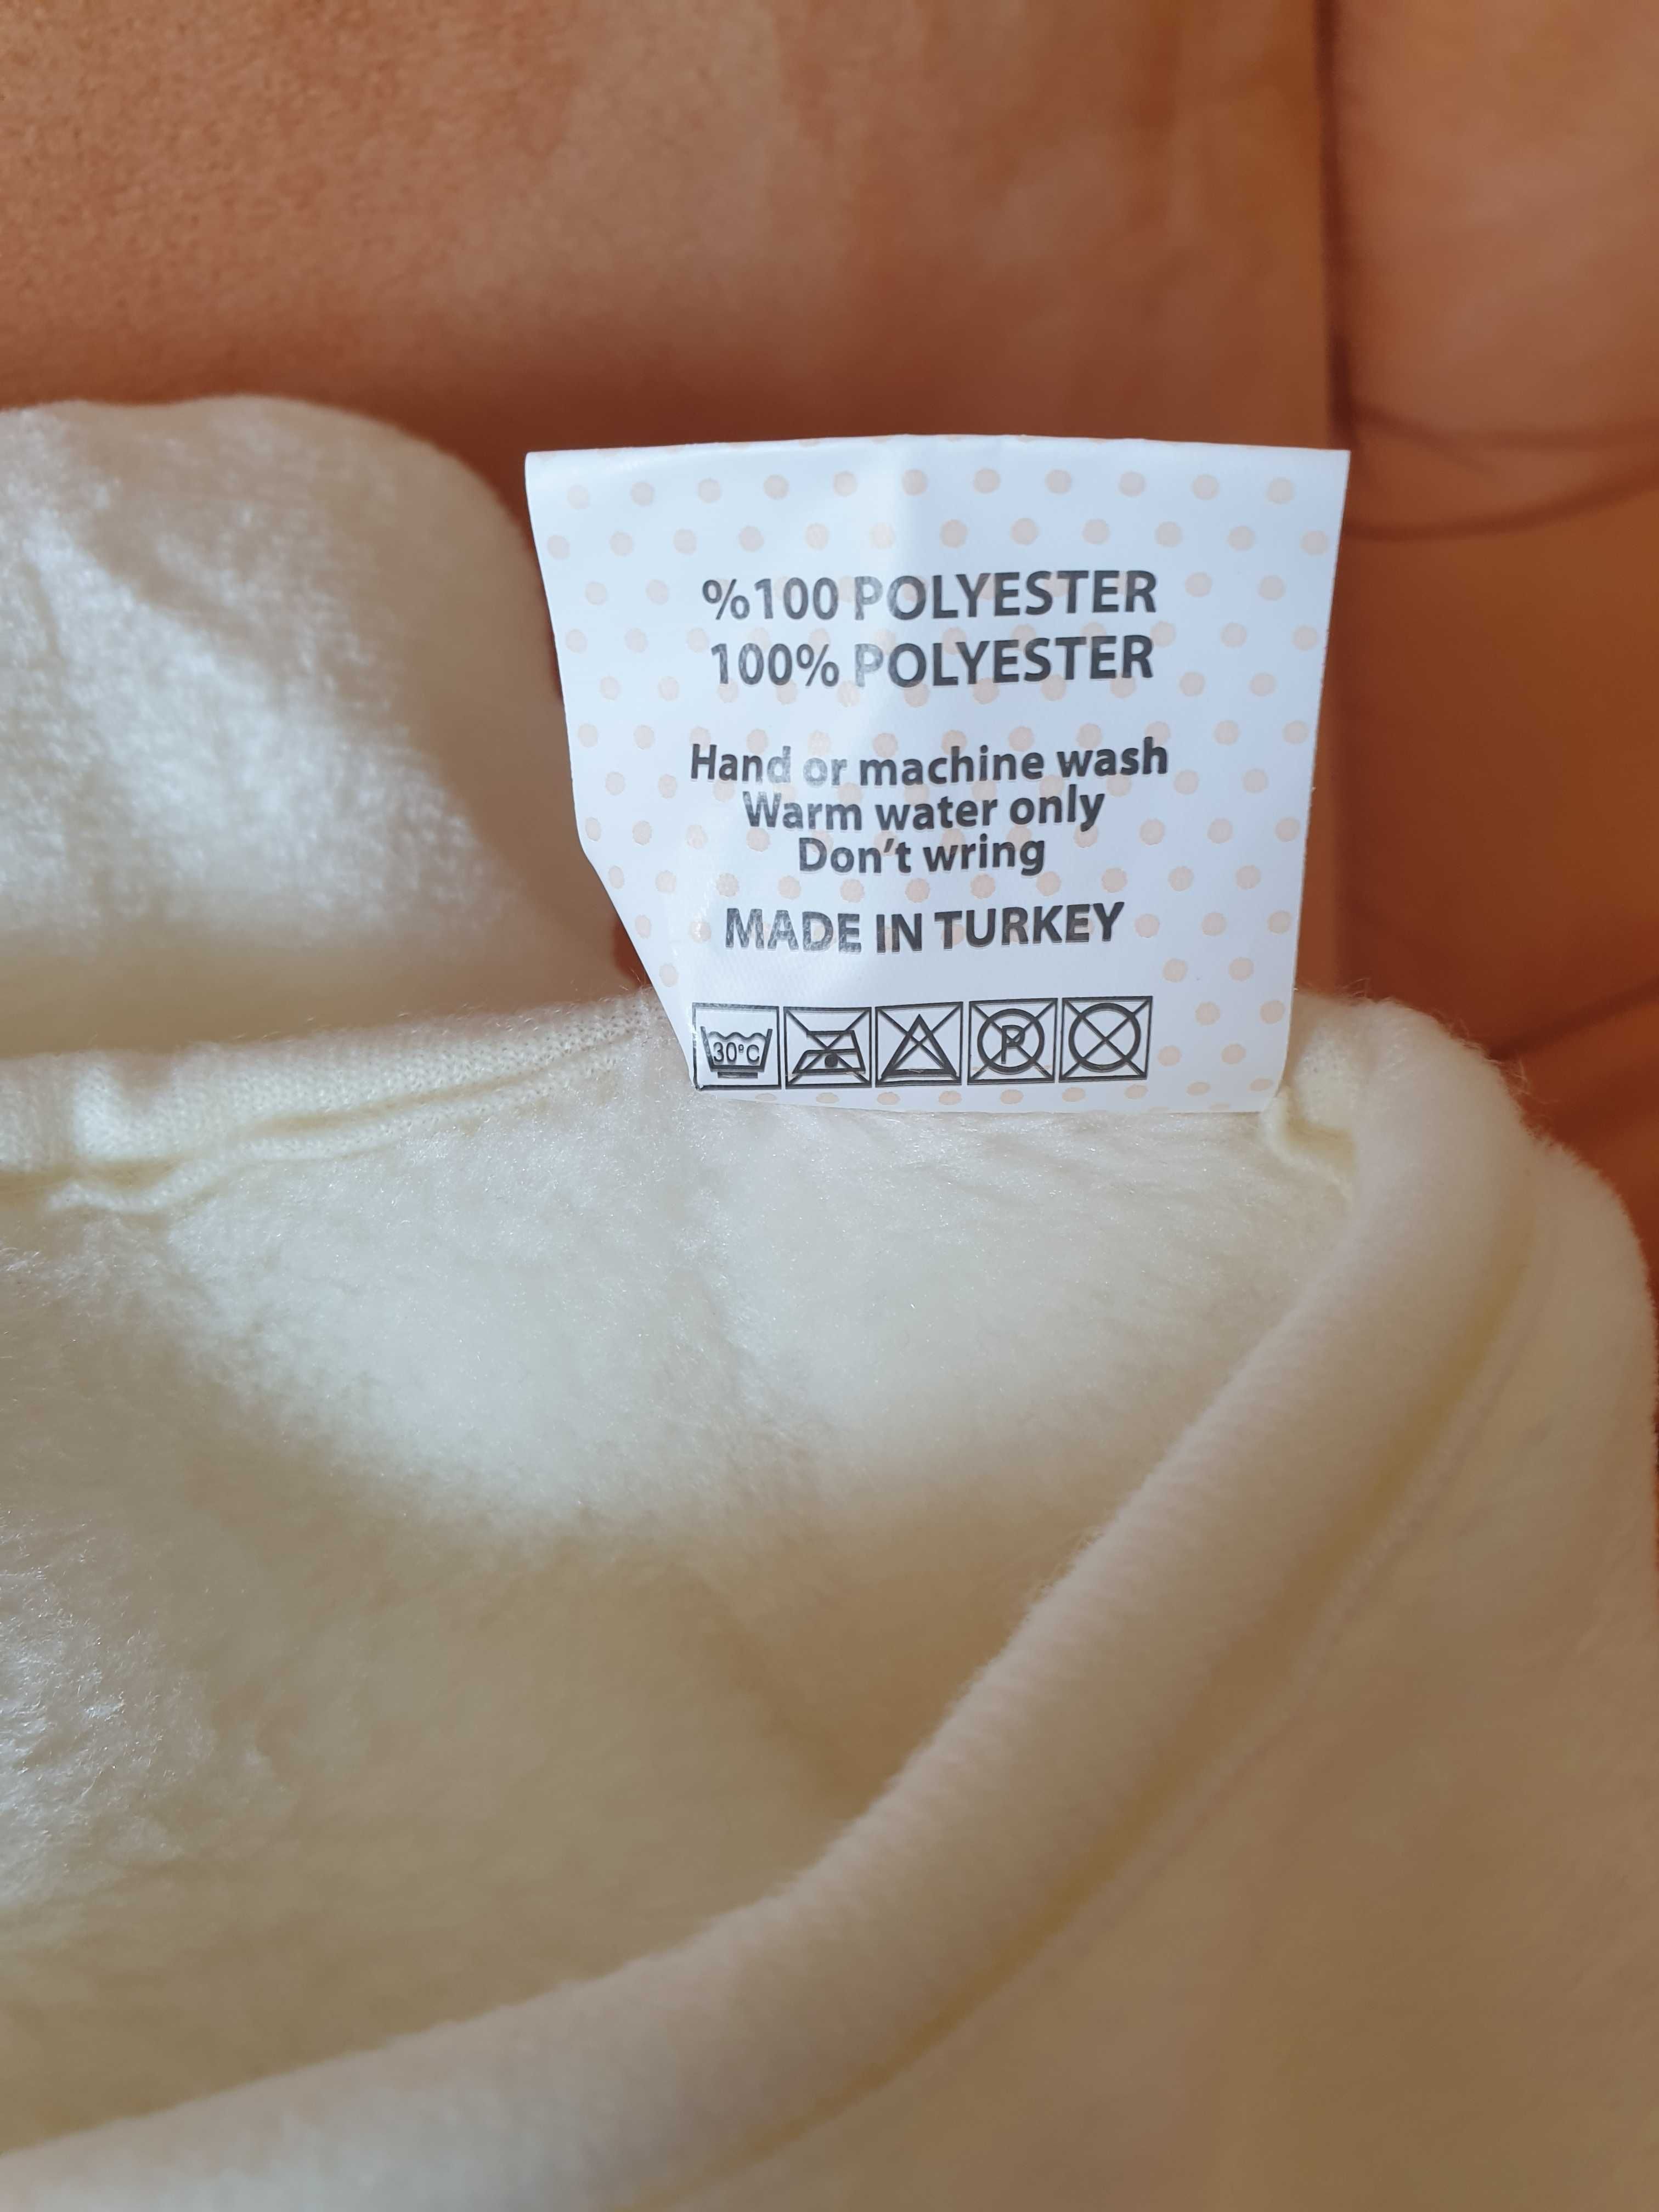 %100 POLYESTER
100% POLYESTER
Hand or machine wash
Warm water only
Don't wring
MADE IN TURKEY
30°C P